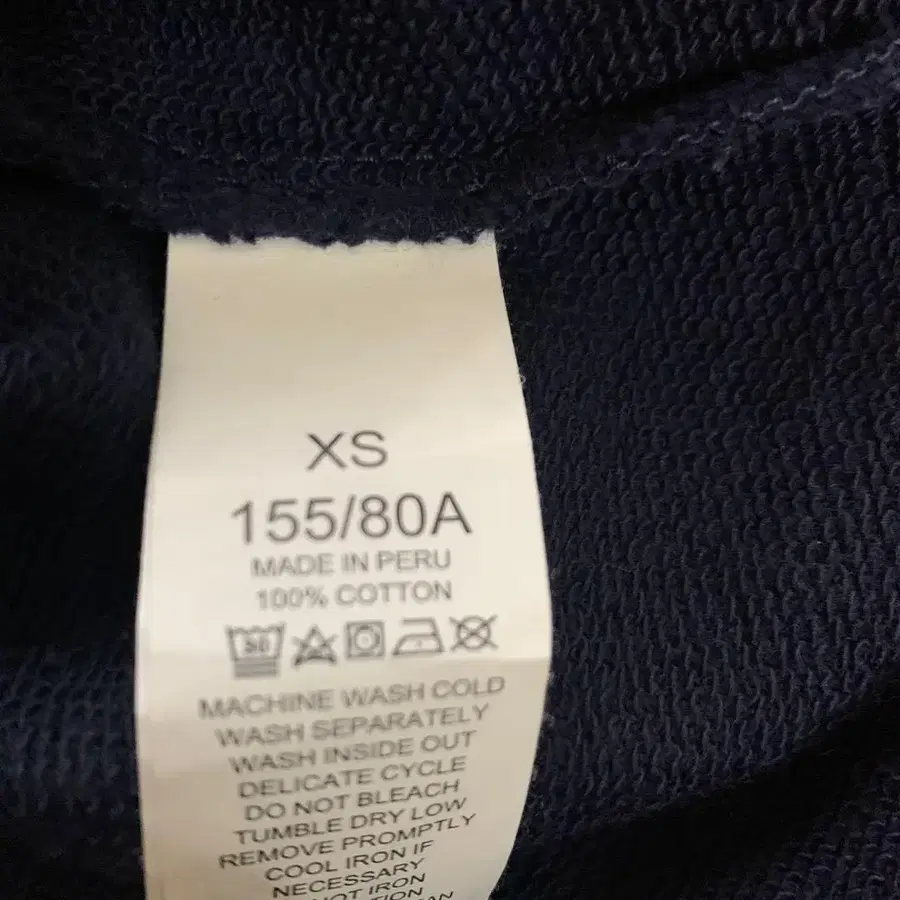 XS
155/80A
MADE IN PERU
100% COTTON
MACHINE WASH COLD
WASH SEPARATELY
WASH INSIDE OUT
DELICATE CYCLE
DO NOT BLEACH
TUMBLE DRY LOW
REMOVE PROMPTLY
COOL IRON IF
NECESSARY
IRON